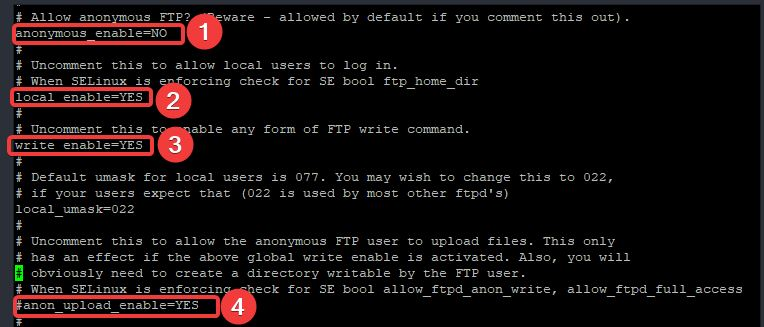 #
# Allow anonymous FTP? (Beware - allowed by default if you comment this out).
anonymous_enable=NO
1
#
# Uncomment this to allow local users to log in.
# When SELinux is enforcing check for SE bool ftp_home_dir
local_enable=YES
2
#
# Uncomment this to enable any form of FTP write command.
write_enable=YES
3
#
# Default umask for local users is 077. You may wish to change this to 022,
# if your users expect that (022 is used by most other ftpd's)
local_umask=022
#
# Uncomment this to allow the anonymous FTP user to upload files. This only
# has an effect if the above global write enable is activated. Also, you will
# obviously need to create a directory writable by the FTP user.
# When SELinux is enforcing check for SE bool allow_ftpd_anon_write, allow_ftpd_full_access
#anon_upload_enable=YES
4
#